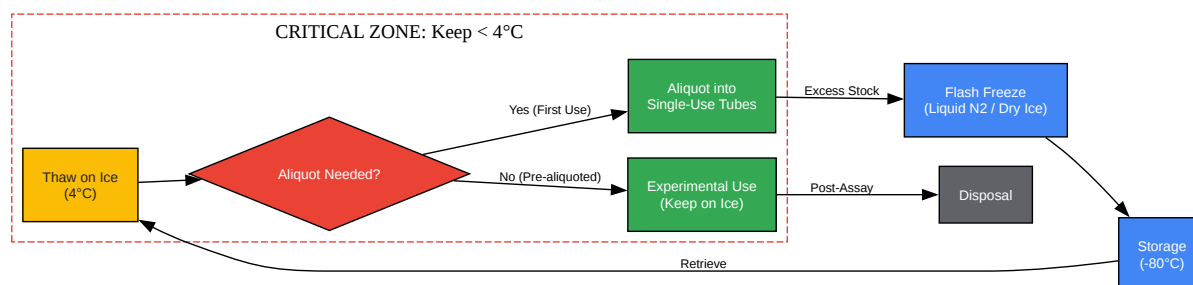 CRITICAL ZONE: Keep < 4°C
Thaw on Ice
(4°C)
Aliquot Needed?
Yes (First Use)
No (Pre-aliquoted)
Aliquot into
Single-Use Tubes
Experimental Use
(Keep on Ice)
Excess Stock
Post-Assay
Flash Freeze
(Liquid N2 / Dry Ice)
Disposal
Storage
(-80°C)
Retrieve